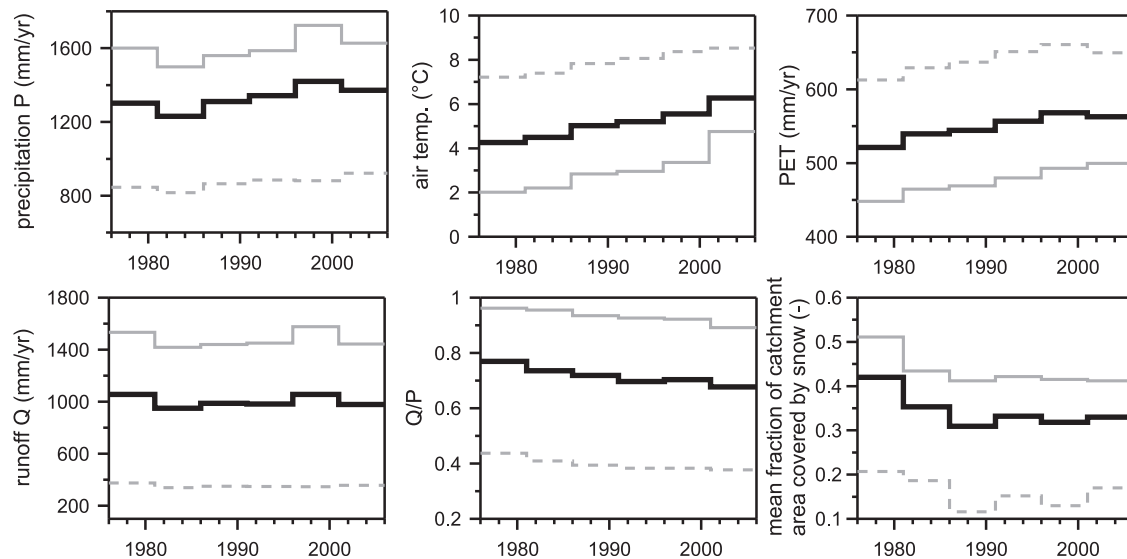 precipitation P (mm/yr)
1600
1200
800
1980 1990 2000
air temp. (°C)
10
8
6
4
2
0
1980 1990 2000
PET (mm/yr)
700
600
500
400
1980 1990 2000
runoff Q (mm/yr)
1800
1400
1000
600
200
1980 1990 2000
Q/P
1
0.8
0.6
0.4
0.2
1980 1990 2000
mean fraction of catchment
area covered by snow (-)
0.6
0.5
0.4
0.3
0.2
0.1
1980 1990 2000